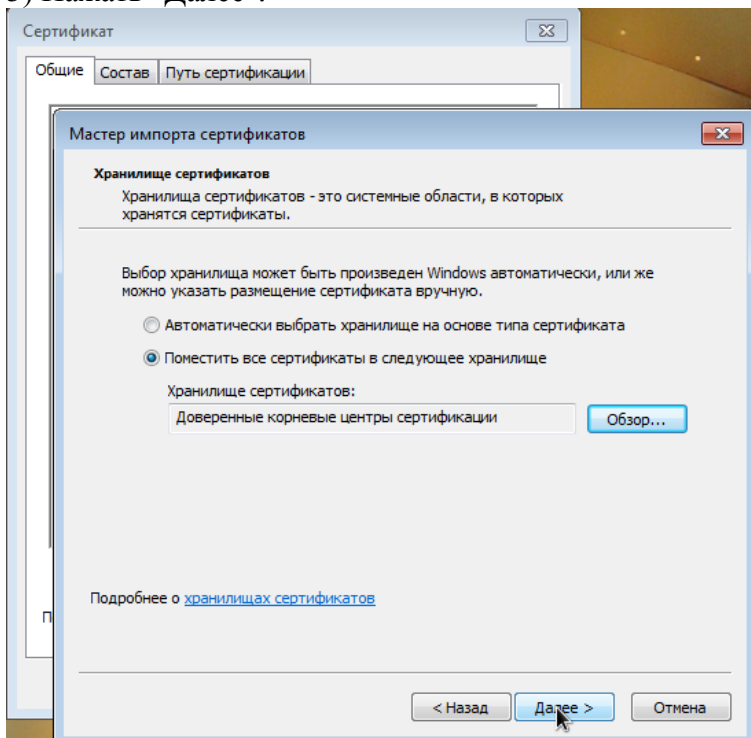 Сертификат
Общие Состав Путь сертификации
Мастер импорта сертификатов
Хранилище сертификатов
Хранилища сертификатов - это системные области, в которых
хранятся сертификаты.
Выбор хранилища может быть произведен Windows автоматически, или же
можно указать размещение сертификата вручную.
Автоматически выбрать хранилище на основе типа сертификата
Поместить все сертификаты в следующее хранилище
Хранилище сертификатов:
Доверенные корневые центры сертификации Обзор...
Подробнее о хранилищах сертификатов
< Назад Далее > Отмена